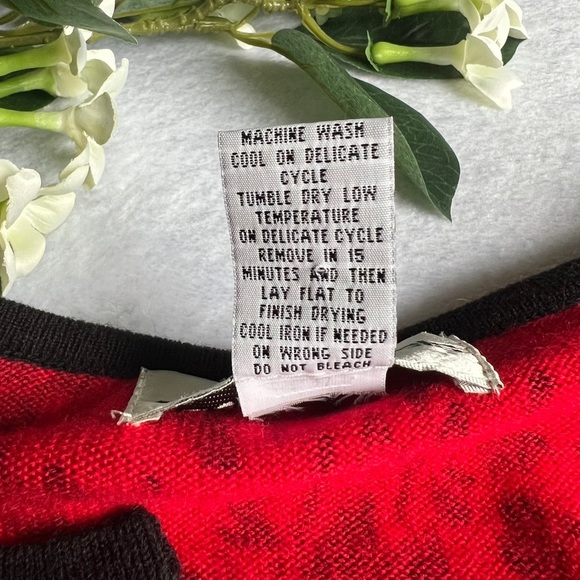 MACHINE WASH
COOL ON DELICATE
CYCLE
TUMBLE DRY LOW
TEMPERATURE
ON DELICATE CYCLE
REMOVE IN 15
MINUTES AND THEN
LAY FLAT TO
FINISH DRYING
COOL IRON IF NEEDED
ON WRONG SIDE
DO NOT BLEACH